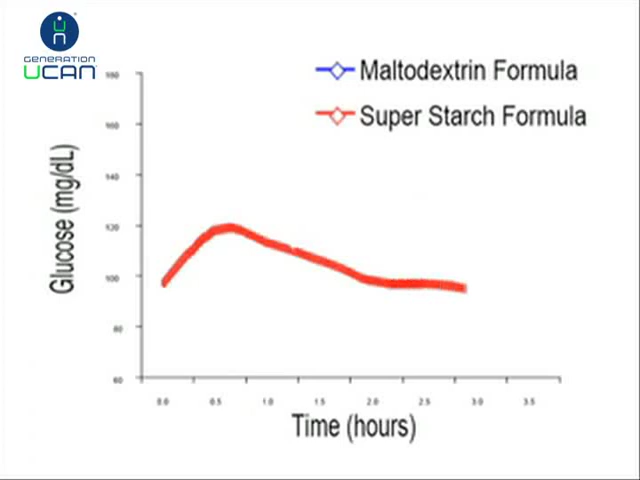 GENERATION
UCAN
Maltodextrin Formula
Super Starch Formula
Glucose (mg/dL)
180
160
140
120
100
80
60
0.0 0.5 1.0 1.5 2.0 2.5 3.0 3.5
Time (hours)